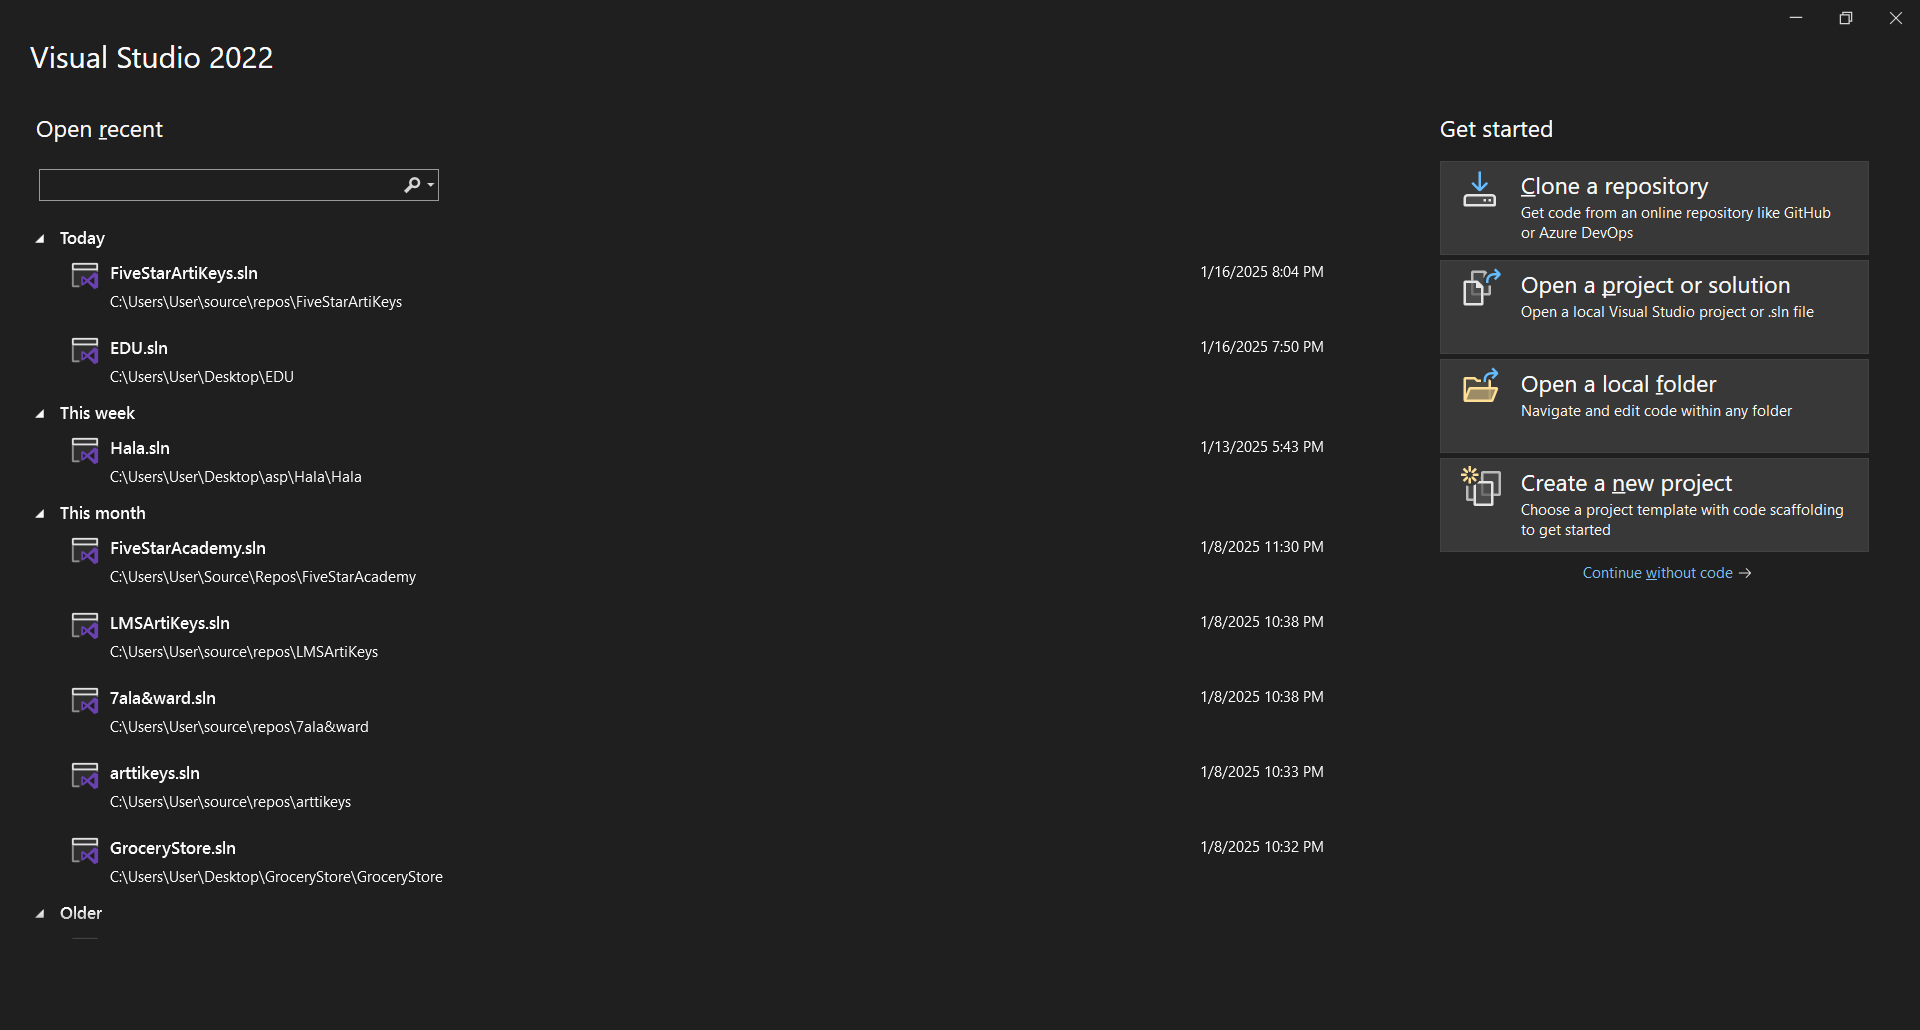 Visual Studio 2022
Open recent
Today
FiveStarArtiKeys.sln
1/16/2025 8:04 PM
C:\Users\User\source\repos\FiveStarArtiKeys
EDU.sln
1/16/2025 7:50 PM
C:\Users\User\Desktop\EDU
This week
Hala.sln
1/13/2025 5:43 PM
C:\Users\User\Desktop\asp\Hala\Hala
This month
FiveStarAcademy.sln
1/8/2025 11:30 PM
C:\Users\User\Source\Repos\FiveStarAcademy
LMSArtiKeys.sln
1/8/2025 10:38 PM
C:\Users\User\source\repos\LMSArtiKeys
7ala&ward.sln
1/8/2025 10:38 PM
C:\Users\User\source\repos\7ala&ward
arttikeys.sln
1/8/2025 10:33 PM
C:\Users\User\source\repos\arttikeys
GroceryStore.sln
1/8/2025 10:32 PM
C:\Users\User\Desktop\GroceryStore\GroceryStore
Older
Get started
Clone a repository
Get code from an online repository like GitHub
or Azure DevOps
Open a project or solution
Open a local Visual Studio project or .sln file
Open a local folder
Navigate and edit code within any folder
Create a new project
Choose a project template with code scaffolding
to get started
Continue without code →